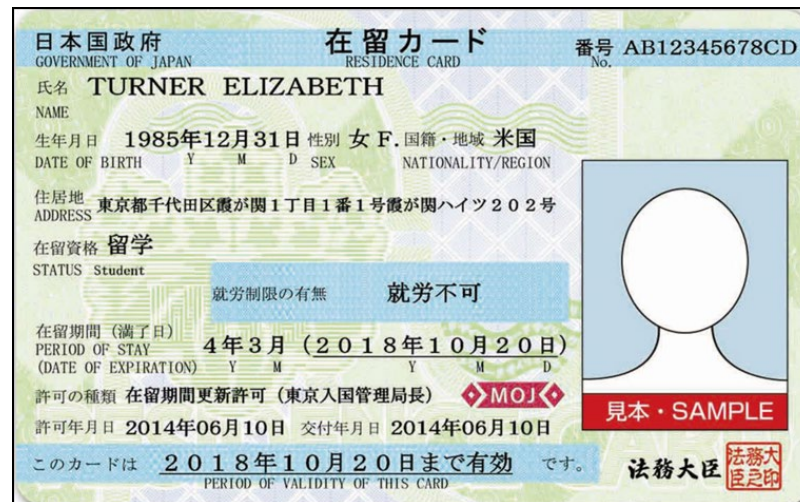 日本国政府 在留カード 番号 AB12345678CD
GOVERNMENT OF JAPAN RESIDENCE CARD No.
氏名 TURNER ELIZABETH
NAME
生年月日 1985年12月31日 性別 女 F. 国籍・地域 米国
DATE OF BIRTH Y M D SEX NATIONALITY/REGION
住居地 東京都千代田区霞が関1丁目1番1号霞が関ハイツ202号
ADDRESS
在留資格 留学
STATUS Student
就労制限の有無 就労不可
在留期間(満了日)
PERIOD OF STAY 4年3月(2018年10月20日)
(DATE OF EXPIRATION) Y M Y M D
許可の種類 在留期間更新許可(東京入国管理局長) MOJ
見本・SAMPLE
許可年月日 2014年06月10日 交付年月日 2014年06月10日
このカードは 2018年10月20日まで有効 です。
PERIOD OF VALIDITY OF THIS CARD
法務大臣 法務大臣之印